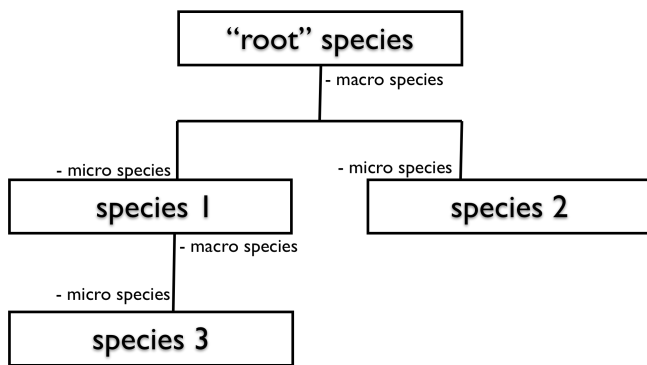 “root” species
- macro species
- micro species
- micro species
species 1
species 2
- macro species
- micro species
species 3